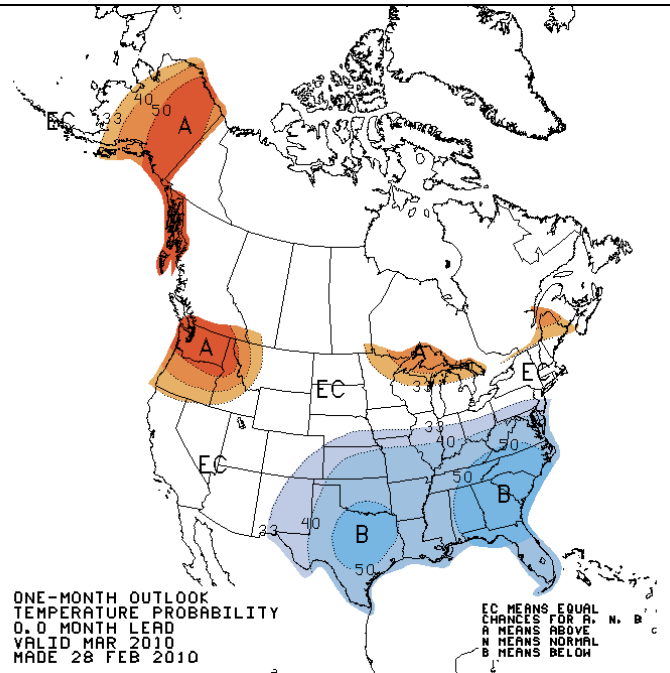 40
50
EC
33
A
A
A
33
EC
EC
33
40
50
EC
50
B
33
40
B
50
ONE-MONTH OUTLOOK
TEMPERATURE PROBABILITY
0.0 MONTH LEAD
VALID MAR 2010
MADE 28 FEB 2010
EC MEANS EQUAL
CHANCES FOR A, N, B
A MEANS ABOVE
N MEANS NORMAL
B MEANS BELOW